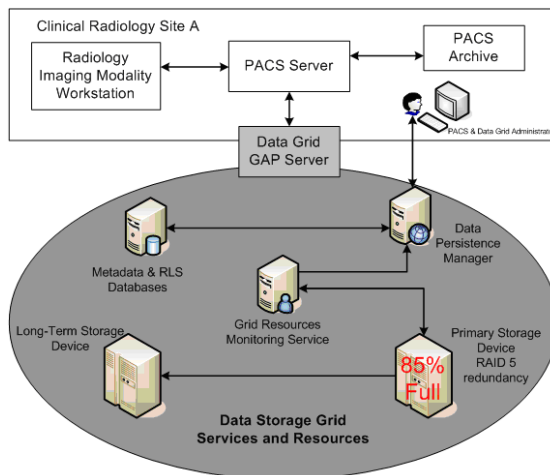 Clinical Radiology Site A
Radiology
Imaging Modality
Workstation
PACS Server
PACS
Archive
PACS & Data Grid Administrat
Data Grid
GAP Server
Metadata & RLS
Databases
Data
Persistence
Manager
Grid Resources
Monitoring Service
Long-Term Storage
Device
Primary Storage
Device
RAID 5
redundancy
85%
Full
Data Storage Grid
Services and Resources